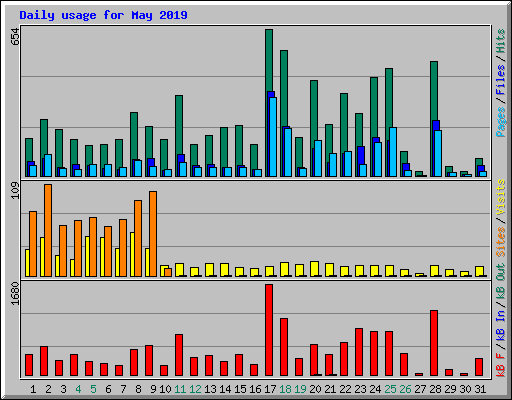 Daily usage for May 2019
654
Pages / Files / Hits
109
Sites / Visits
1680
kB F / kB In / kB Out
1 2 3 4 5 6 7 8 9 10 11 12 13 14 15 16 17 18 19 20 21 22 23 24 25 26 27 28 29 30 31